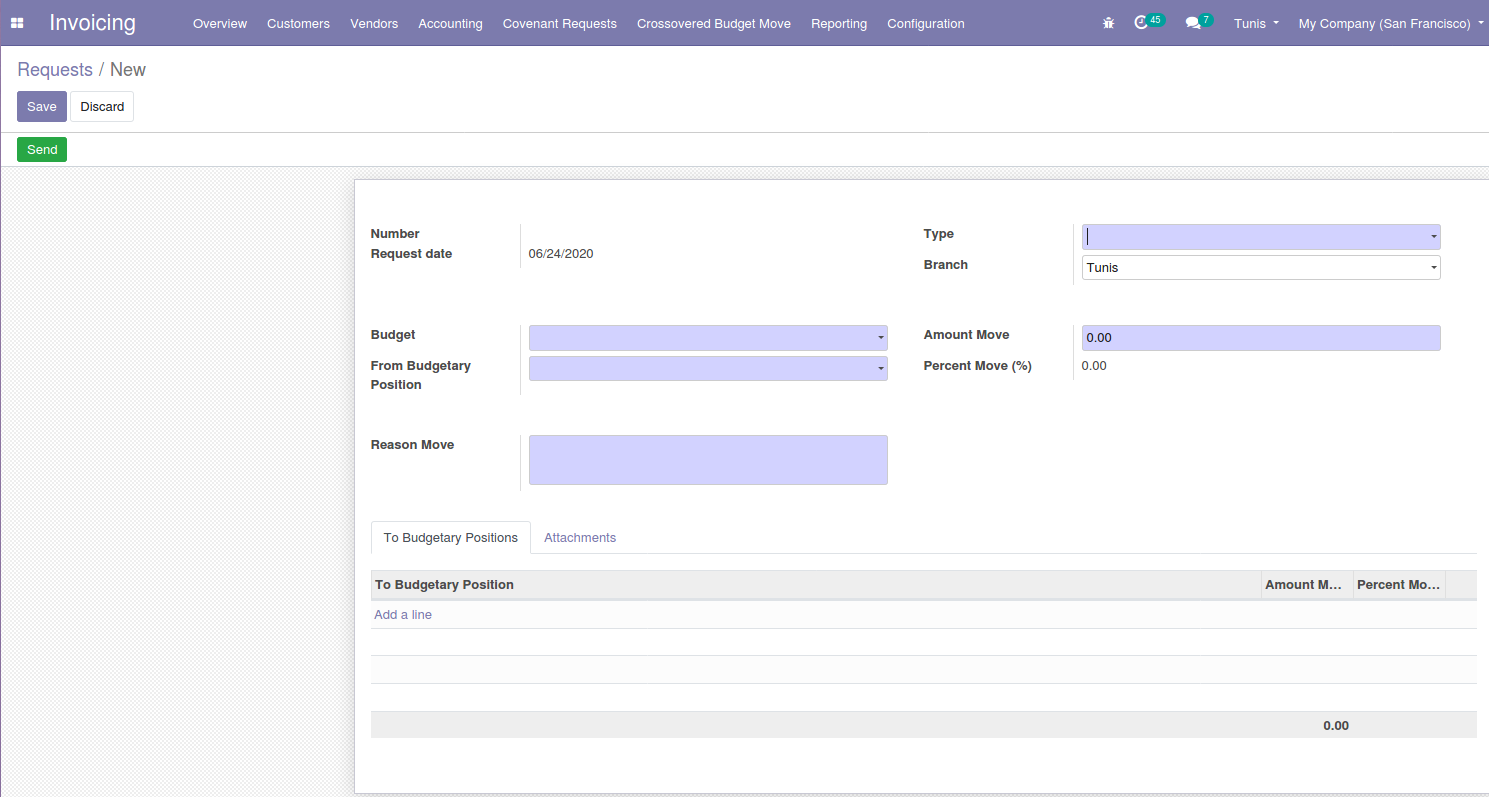 Invoicing Overview Customers Vendors Accounting Covenant Requests Crossovered Budget Move Reporting Configuration 45 7 Tunis My Company (San Francisco)
Requests / New
Save Discard
Send
Number Type
Request date 06/24/2020
Branch Tunis
Budget Amount Move 0.00
From Budgetary Percent Move (%) 0.00
Position
Reason Move
To Budgetary Positions Attachments
To Budgetary Position Amount M... Percent Mo...
Add a line
0.00